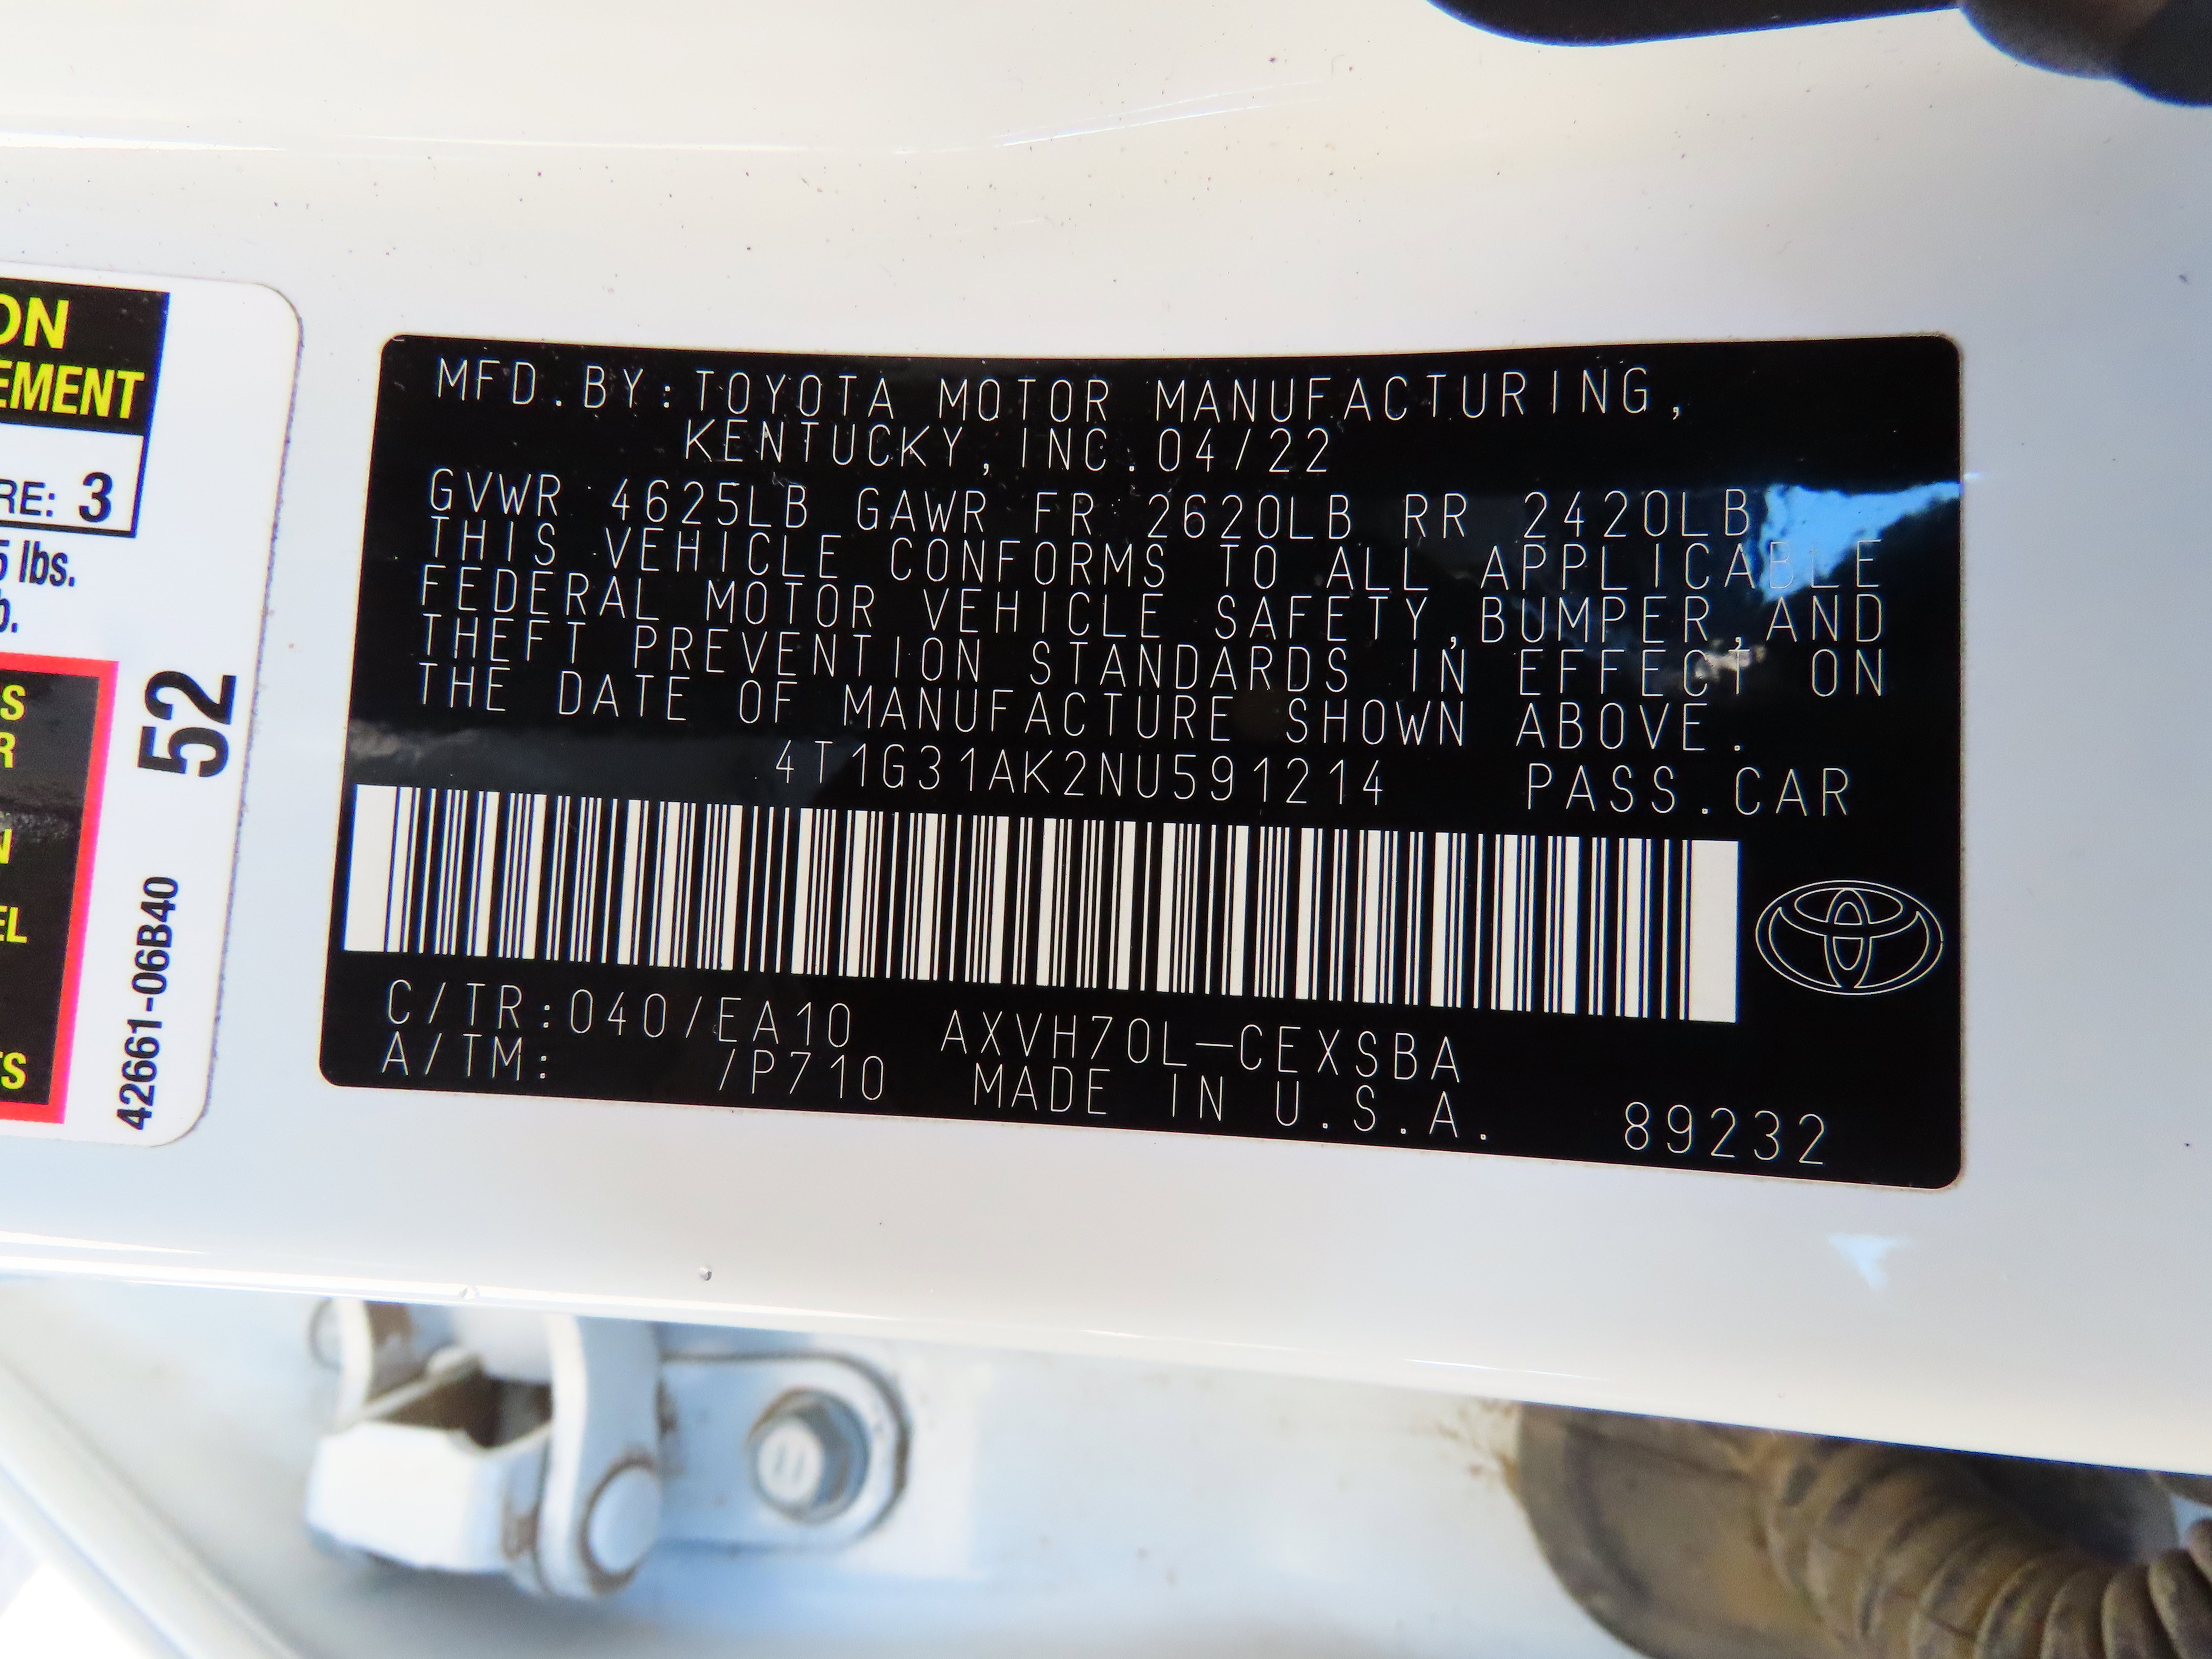 ON
EMENT
RE: 3
5 lbs.
b.
S
R
N
EL
TS
52
42661-06B40
MFD.BY:TOYOTA MOTOR MANUFACTURING,
KENTUCKY,INC.04/22
GVWR 4625LB GAWR FR 2620LB RR 2420LB
THIS VEHICLE CONFORMS TO ALL APPLICABLE
FEDERAL MOTOR VEHICLE SAFETY,BUMPER,AND
THEFT PREVENTION STANDARDS IN EFFECT ON
THE DATE OF MANUFACTURE SHOWN ABOVE.
4T1G31AK2NU591214 PASS.CAR
C/TR:040/EA10 AXVH70L-CEXSBA
A/TM: /P710 MADE IN U.S.A. 89232